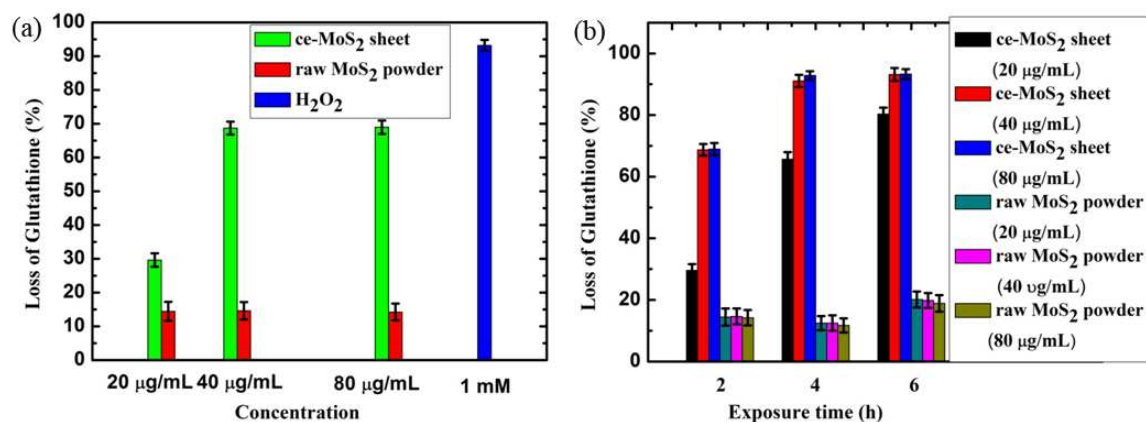 (a)
100
90
80
70
60
50
40
30
20
10
0
Loss of Glutathione (%)
ce-MoS2 sheet
raw MoS2 powder
H2O2
20 μg/mL 40 μg/mL 80 μg/mL 1 mM
Concentration
(b)
100
80
60
40
20
0
Loss of Glutathione (%)
2 4 6
Exposure time (h)
ce-MoS2 sheet
(20 μg/mL)
ce-MoS2 sheet
(40 μg/mL)
ce-MoS2 sheet
(80 μg/mL)
raw MoS2 powder
(20 μg/mL)
raw MoS2 powder
(40 υg/mL)
raw MoS2 powder
(80 μg/mL)